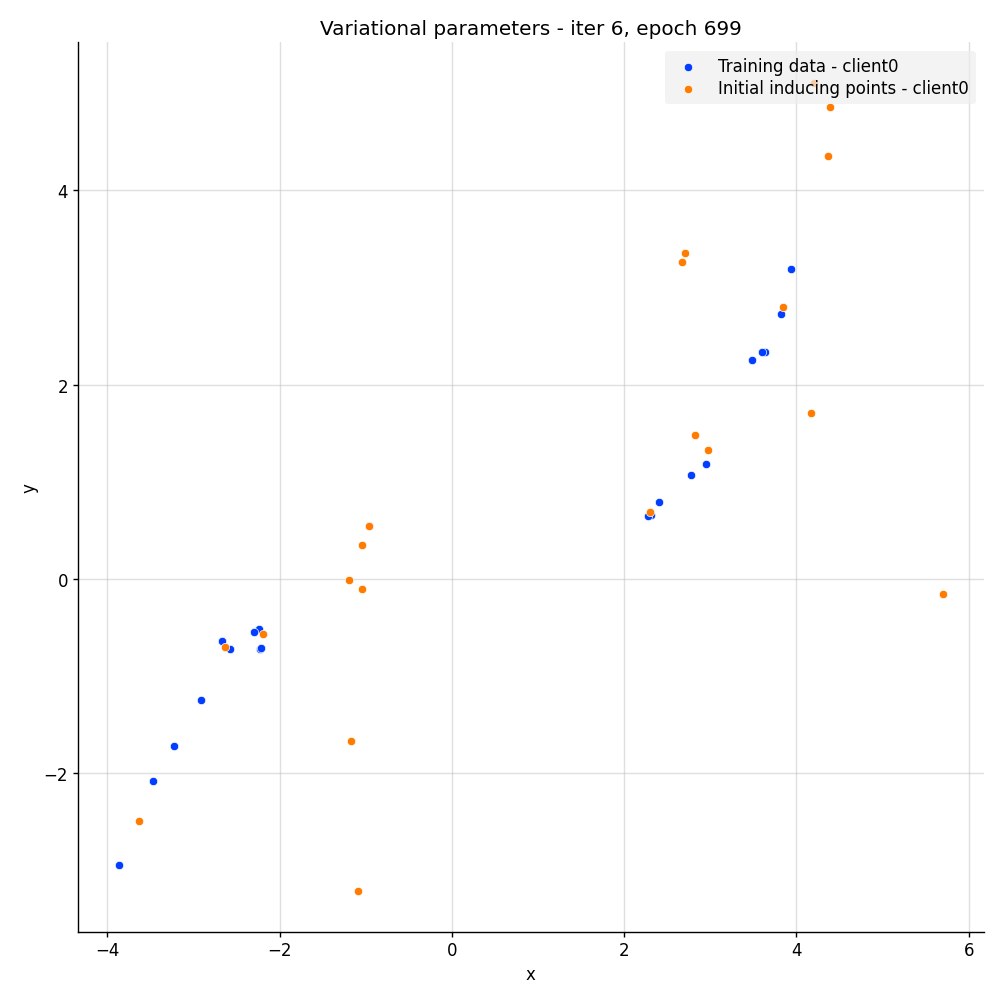 Variational parameters - iter 6, epoch 699
Training data - client0
Initial inducing points - client0
4
2
0
−2
y
−4 −2 0 2 4 6
x